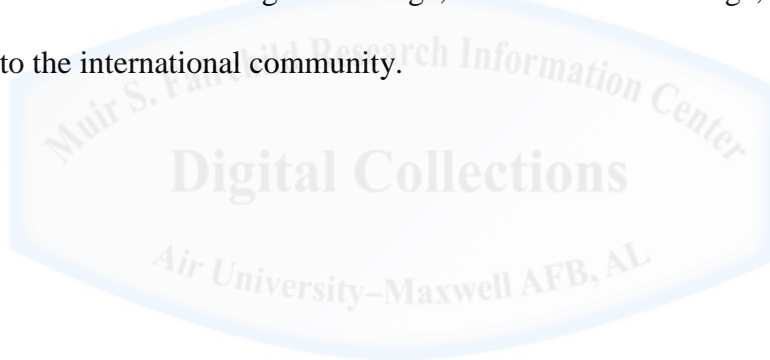 to the international community.
Muir S. Fairchild Research Information Center
Digital Collections
Air University–Maxwell AFB, AL